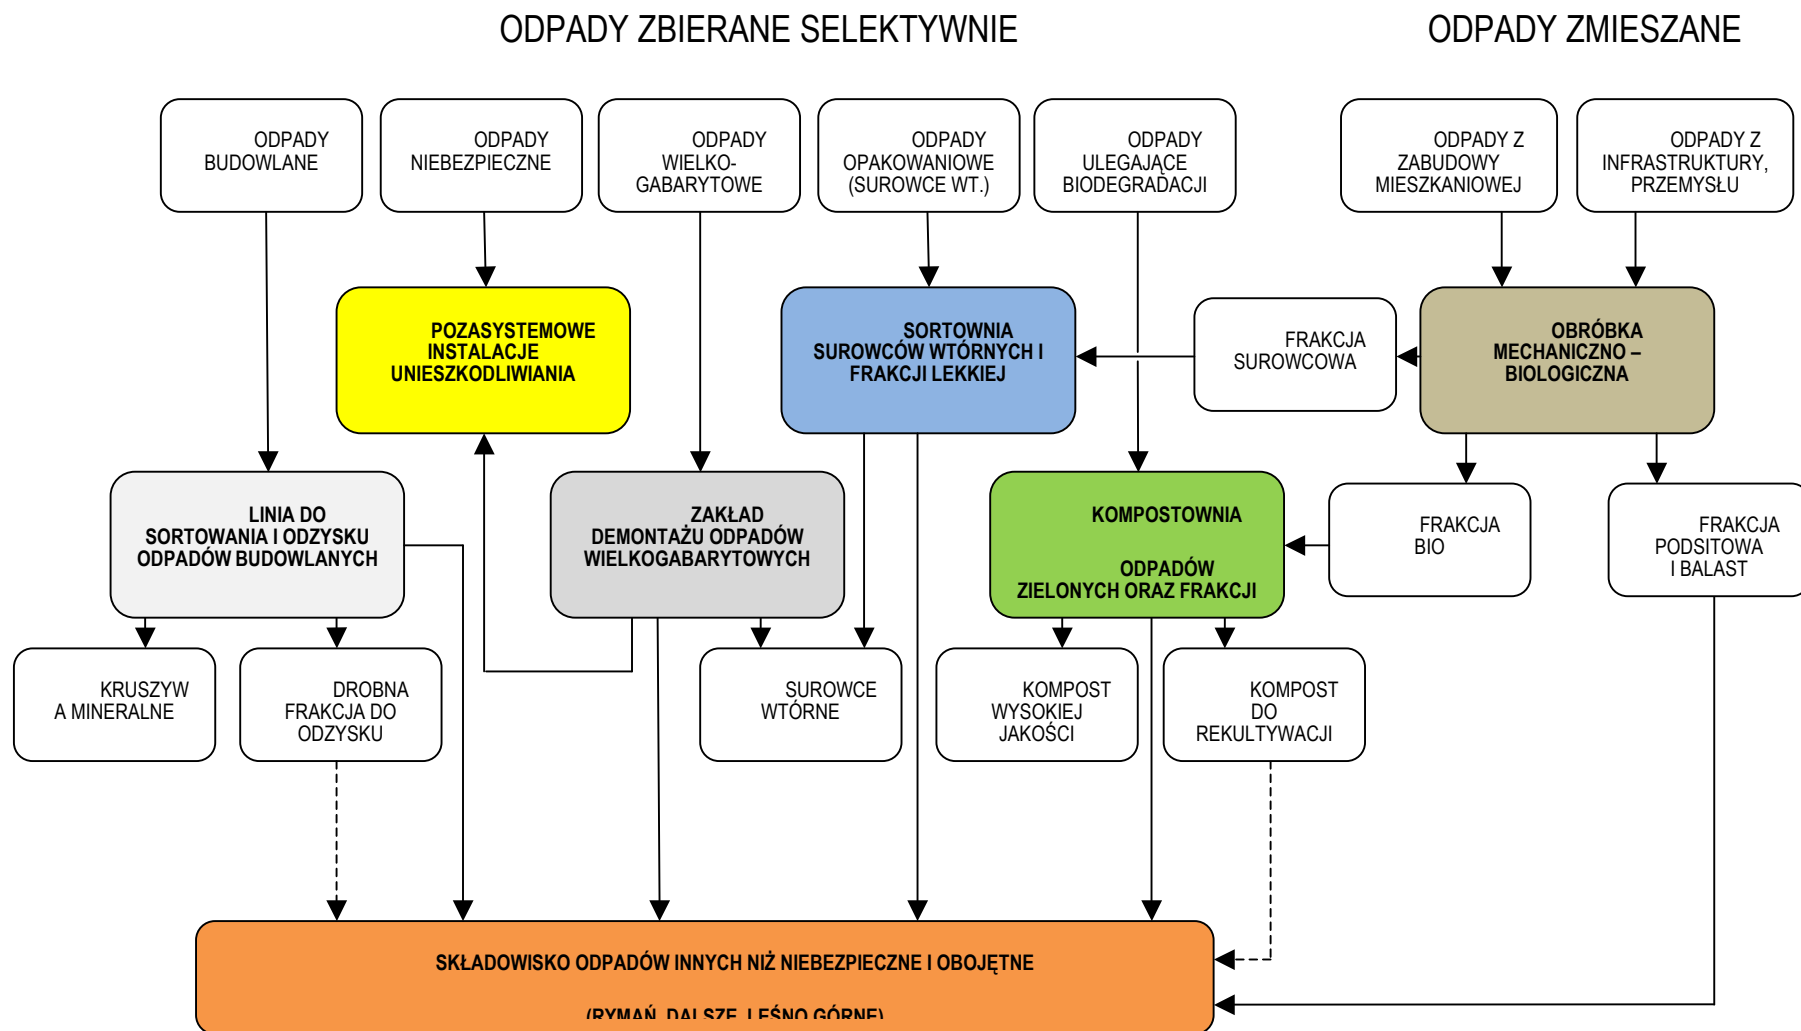 ODPADY ZBIERANE SELEKTYWNIE
ODPADY ZMIESZANE
ODPADY
BUDOWLANE
ODPADY
NIEBEZPIECZNE
ODPADY
WIELKO-
GABARYTOWE
ODPADY
OPAKOWANIOWE
(SUROWCE WT.)
ODPADY
ULEGAJĄCE
BIODEGRADACJI
ODPADY Z
ZABUDOWY
MIESZKANIOWEJ
ODPADY Z
INFRASTRUKTURY,
PRZEMYSŁU
POZASYSTEMOWE
INSTALACJE
UNIESZKODLIWIANIA
SORTOWNIA
SUROWCÓW WTÓRNYCH I
FRAKCJI LEKKIEJ
FRAKCJA
SUROWCOWA
OBRÓBKA
MECHANICZNO –
BIOLOGICZNA
LINIA DO
SORTOWANIA I ODZYSKU
ODPADÓW BUDOWLANYCH
ZAKŁAD
DEMONTAŻU ODPADÓW
WIELKOGABARYTOWYCH
KOMPOSTOWNIA
ODPADÓW
ZIELONYCH ORAZ FRAKCJI
FRAKCJA
BIO
FRAKCJA
PODSITOWA
I BALAST
KRUSZYW
A MINERALNE
DROBNA
FRAKCJA DO
ODZYSKU
SUROWCE
WTÓRNE
KOMPOST
WYSOKIEJ
JAKOŚCI
KOMPOST
DO
REKULTYWACJI
SKŁADOWISKO ODPADÓW INNYCH NIŻ NIEBEZPIECZNE I OBOJĘTNE
(RYMAŃ, DALSZE, LEŚNO GÓRNE)